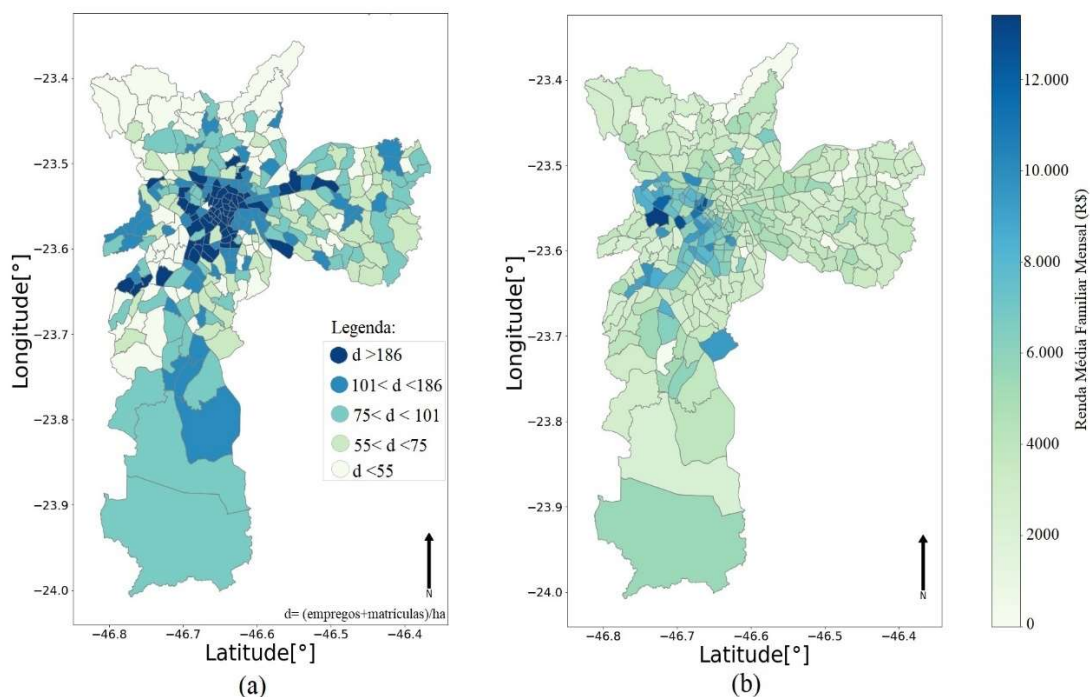 −23.4
−23.5
−23.6
−23.7
−23.8
−23.9
−24.0
Longitude[°]
Legenda:
d >186
101< d <186
75< d < 101
55< d <75
d <55
N
d= (empregos+matrículas)/ha
−46.8 −46.7 −46.6 −46.5 −46.4
Latitude[°]
(a)
−23.4
−23.5
−23.6
−23.7
−23.8
−23.9
−24.0
Longitude[°]
N
−46.8 −46.7 −46.6 −46.5 −46.4
Latitude[°]
(b)
12.000
10.000
8.000
6.000
4000
2000
0
Renda Média Familiar Mensal (R$)